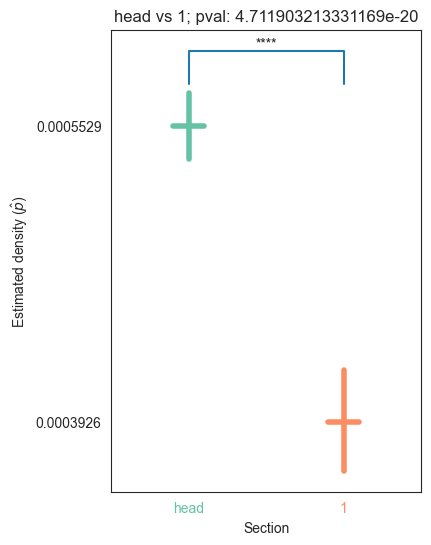 head vs 1; pval: 4.711903213331169e-20
****
0.0005529
Estimated density (p̂)
0.0003926
head 1
Section